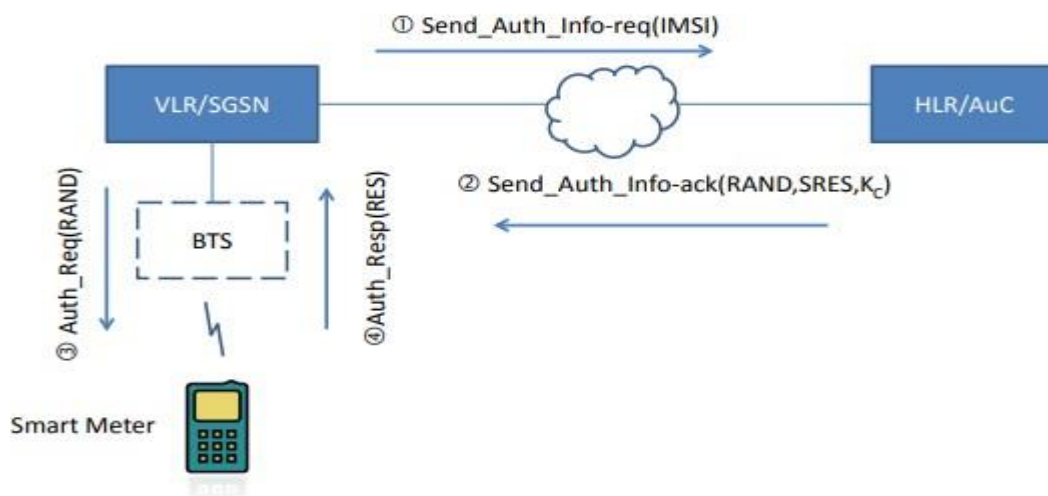 ① Send_Auth_Info-req(IMSI)
VLR/SGSN
HLR/AuC
② Send_Auth_Info-ack(RAND,SRES,K_C)
③ Auth_Req(RAND)
BTS
④Auth_Resp(RES)
Smart Meter